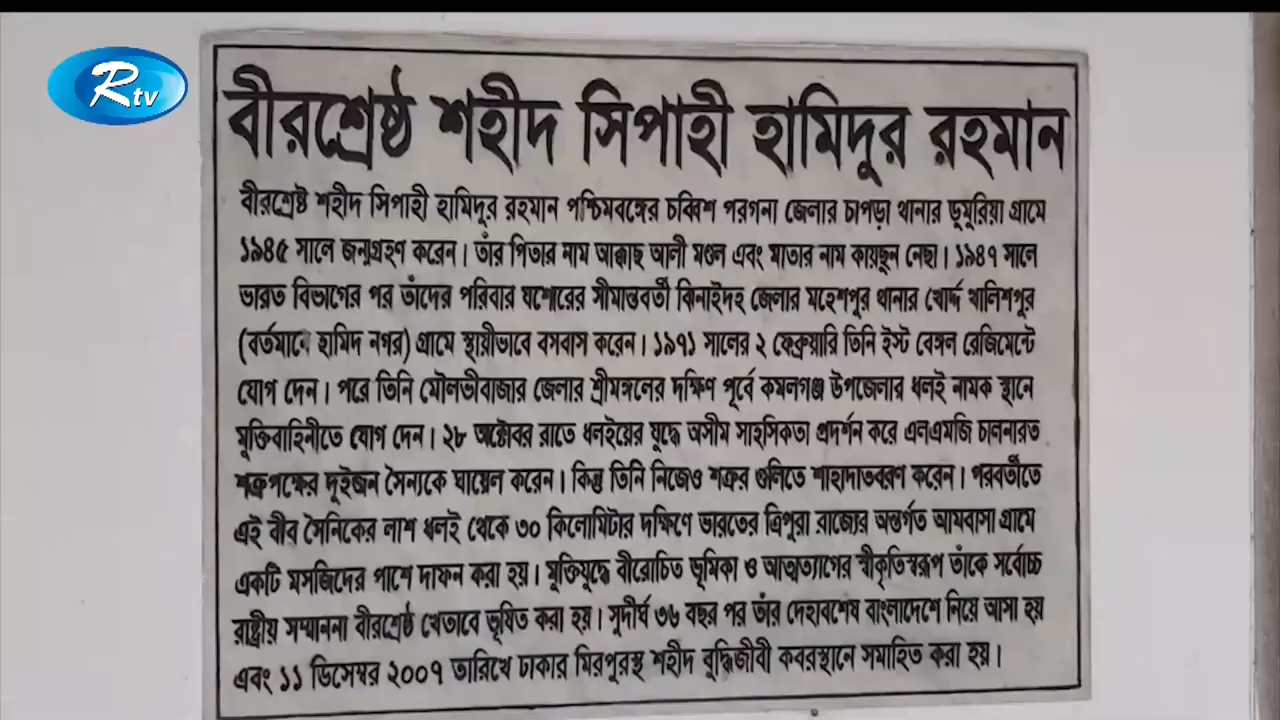 Rtv
বীরশ্রেষ্ঠ শহীদ সিপাহী হামিদুর রহমান
বীরশ্রেষ্ট শহীদ সিপাহী হামিদুর রহমান পশ্চিমবঙ্গের চব্বিশ পরগনা জেলার চাপড়া থানার ডুমুরিয়া গ্রামে
১৯৪৫ সালে জন্মগ্রহণ করেন। তাঁর পিতার নাম আক্কাছ আলী মণ্ডল এবং মাতার নাম কায়ছুন নেছা। ১৯৪৭ সালে
ভারত বিভাগের পর তাঁদের পরিবার যশোরের সীমান্তবর্তী ঝিনাইদহ জেলার মহেশপুর থানার খোর্দ্দ খালিশপুর
(বর্তমানে হামিদ নগর) গ্রামে স্থায়ীভাবে বসবাস করেন। ১৯৭১ সালের ২ ফেব্রুয়ারি তিনি ইস্ট বেঙ্গল রেজিমেন্টে
যোগ দেন। পরে তিনি মৌলভীবাজার জেলার শ্রীমঙ্গলের দক্ষিণ পূর্বে কমলগঞ্জ উপজেলার ধলই নামক স্থানে
মুক্তিবাহিনীতে যোগ দেন। ২৮ অক্টোবর রাতে ধলইয়ের যুদ্ধে অসীম সাহসিকতা প্রদর্শন করে এলএমজি চালনারত
শত্রুপক্ষের দুইজন সৈন্যকে ঘায়েল করেন। কিন্তু তিনি নিজেও শত্রুর গুলিতে শাহাদাতবরণ করেন। পরবর্তীতে
এই বীর সৈনিকের লাশ ধলই থেকে ৩০ কিলোমিটার দক্ষিণে ভারতের ত্রিপুরা রাজ্যের অন্তর্গত আমবাসা গ্রামে
একটি মসজিদের পাশে দাফন করা হয়। মুক্তিযুদ্ধে বীরোচিত ভূমিকা ও আত্মত্যাগের স্বীকৃতিস্বরূপ তাঁকে সর্বোচ্চ
রাষ্ট্রীয় সম্মাননা বীরশ্রেষ্ঠ খেতাবে ভূষিত করা হয়। সুদীর্ঘ ৩৬ বছর পর তাঁর দেহাবশেষ বাংলাদেশে নিয়ে আসা হয়
এবং ১১ ডিসেম্বর ২০০৭ তারিখে ঢাকার মিরপুরস্থ শহীদ বুদ্ধিজীবী কবরস্থানে সমাহিত করা হয়।